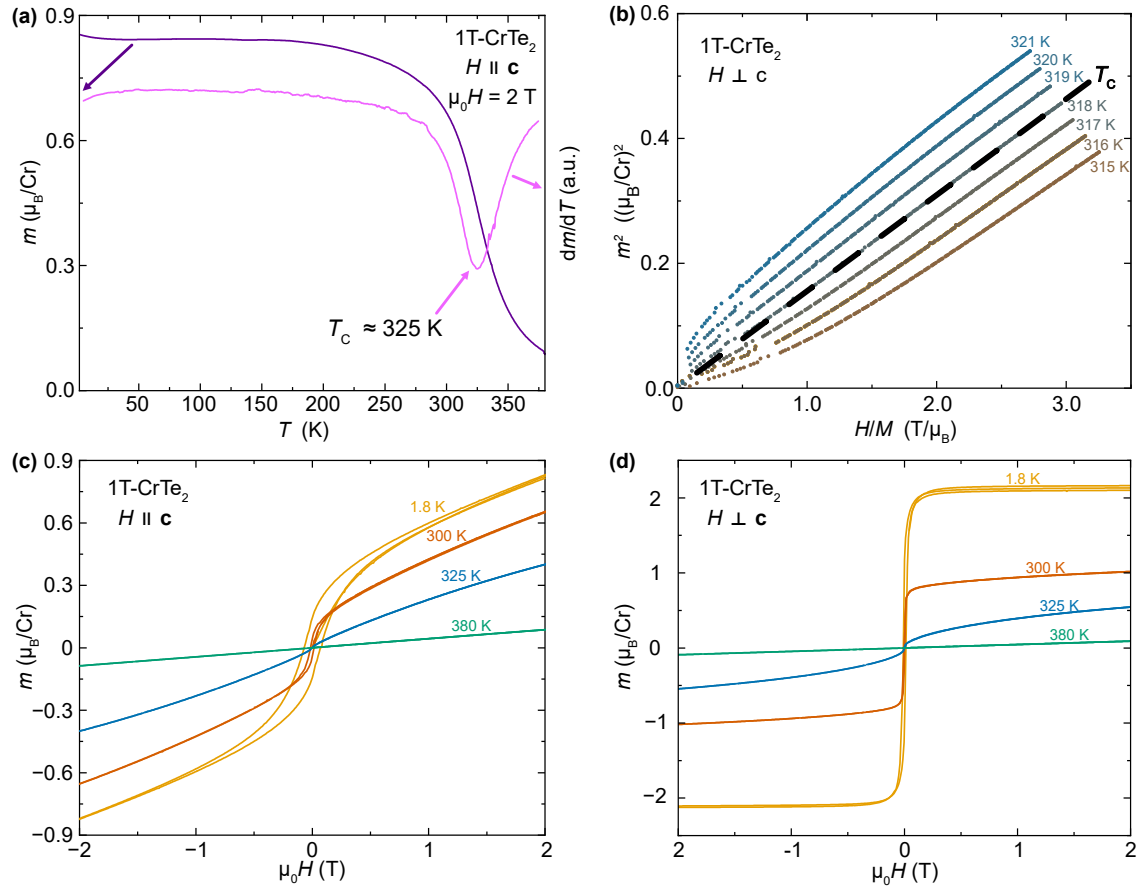 (a)
0.9
0.6
0.3
0.0
m (μB/Cr)
1T-CrTe2
H || c
μ0H = 2 T
TC ≈ 325 K
dm/dT (a.u.)
50 100 150 200 250 300 350
T (K)
(b)
0.6
0.4
0.2
0.0
m2 ((μB/Cr)2
1T-CrTe2
H ⊥ c
321 K
320 K
319 K
Tc
318 K
317 K
316 K
315 K
0 1.0 2.0 3.0
H/M (T/μB)
(c)
0.9
0.6
0.3
0
−0.3
−0.6
−0.9
m (μB/Cr)
1T-CrTe2
H || c
1.8 K
300 K
325 K
380 K
−2 −1 0 1 2
μ0H (T)
(d)
2
1
0
−1
−2
m (μB/Cr)
1T-CrTe2
H ⊥ c
1.8 K
300 K
325 K
380 K
2 -1 0 1 2
μ0H (T)